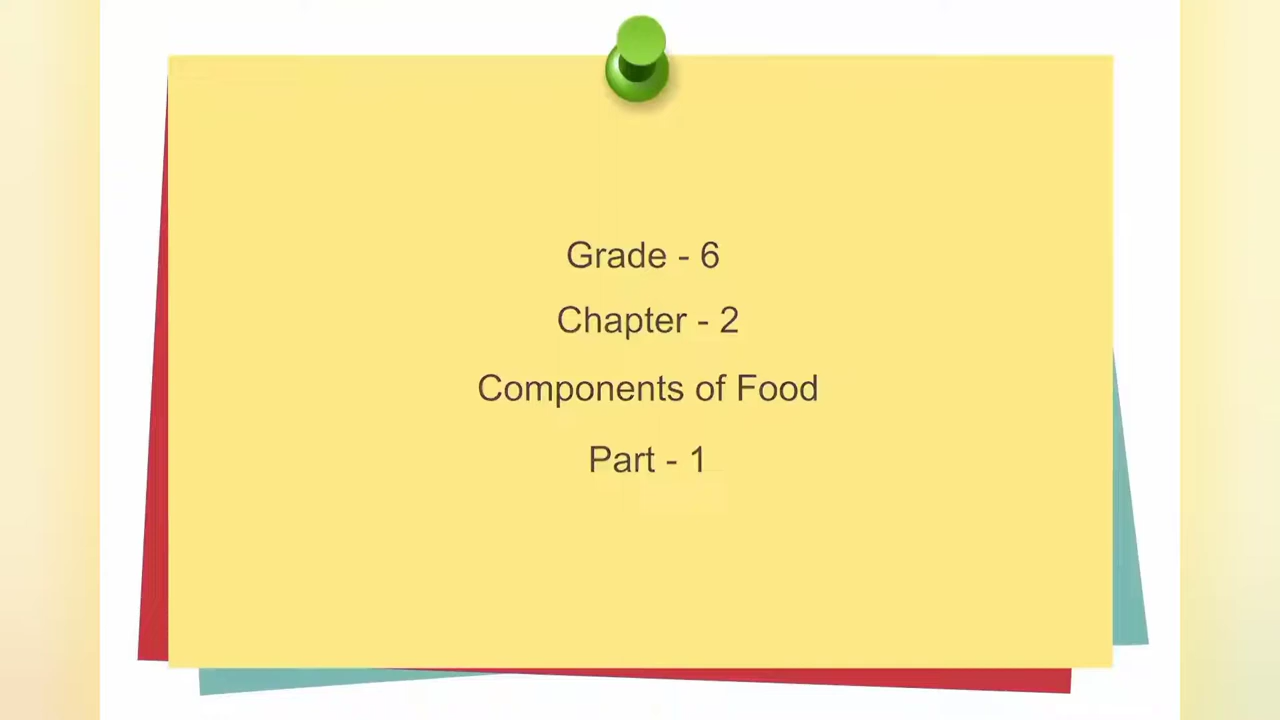 Grade - 6
Chapter - 2
Components of Food
Part - 1